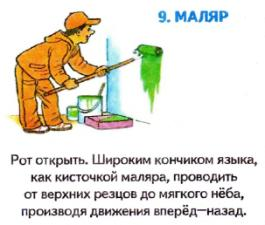 9. МАЛЯР
Рот открыть. Широким кончиком языка,
как кисточкой маляра, проводить
от верхних резцов до мягкого нёба,
производя движения вперёд—назад.